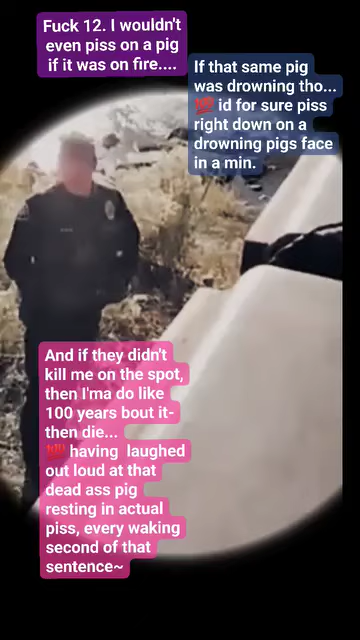 Fuck 12. I wouldn't
even piss on a pig
if it was on fire....
If that same pig
was drowning tho...
💯 id for sure piss
right down on a
drowning pigs face
in a min.
And if they didn't
kill me on the spot,
then I'ma do like
100 years bout it-
then die...
💯 having laughed
out loud at that
dead ass pig
resting in actual
piss, every waking
second of that
sentence~